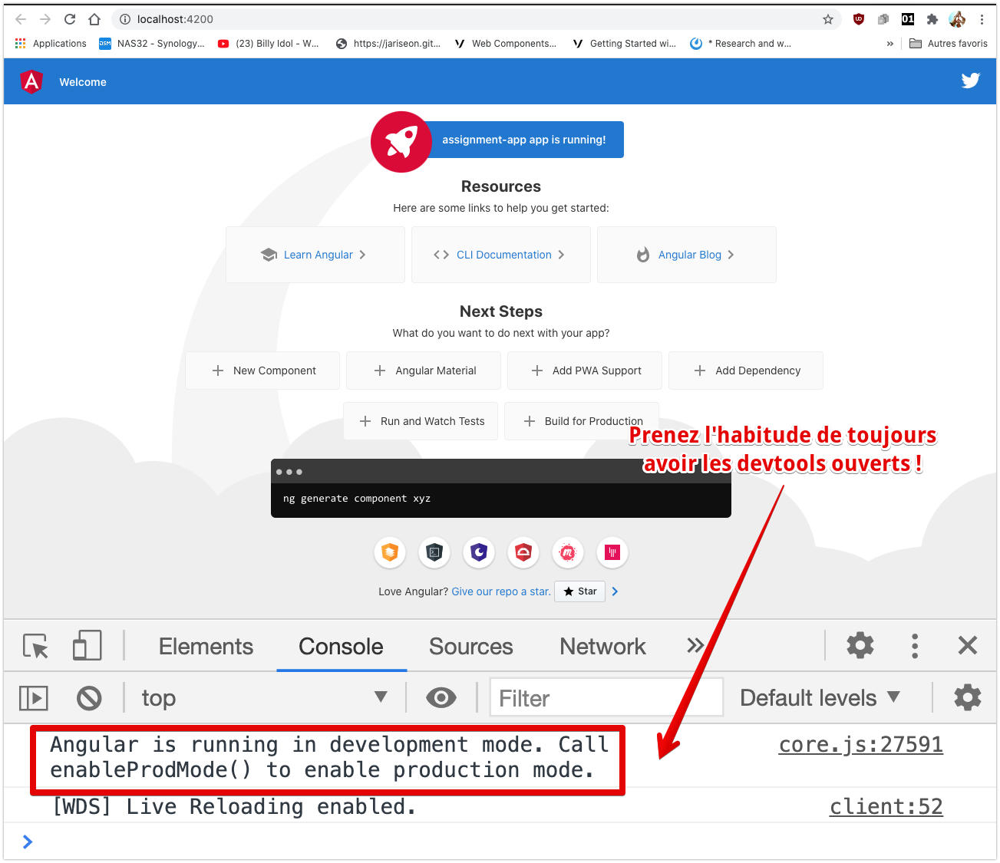 localhost:4200
01
Applications
DSM NAS32 - Synology...
(23) Billy Idol - W...
https://jariseon.git...
Web Components...
Getting Started wi...
* Research and w...
»
Autres favoris
Welcome
assignment-app app is running!
Resources
Here are some links to help you get started:
Learn Angular
CLI Documentation
Angular Blog
Next Steps
What do you want to do next with your app?
New Component
Angular Material
Add PWA Support
Add Dependency
Run and Watch Tests
Build for Production
Prenez l'habitude de toujours
avoir les devtools ouverts !
ng generate component xyz
Love Angular? Give our repo a star. Star
Elements Console Sources Network »
top Filter Default levels ▼
Angular is running in development mode. Call core.js:27591
enableProdMode() to enable production mode.
[WDS] Live Reloading enabled. client:52